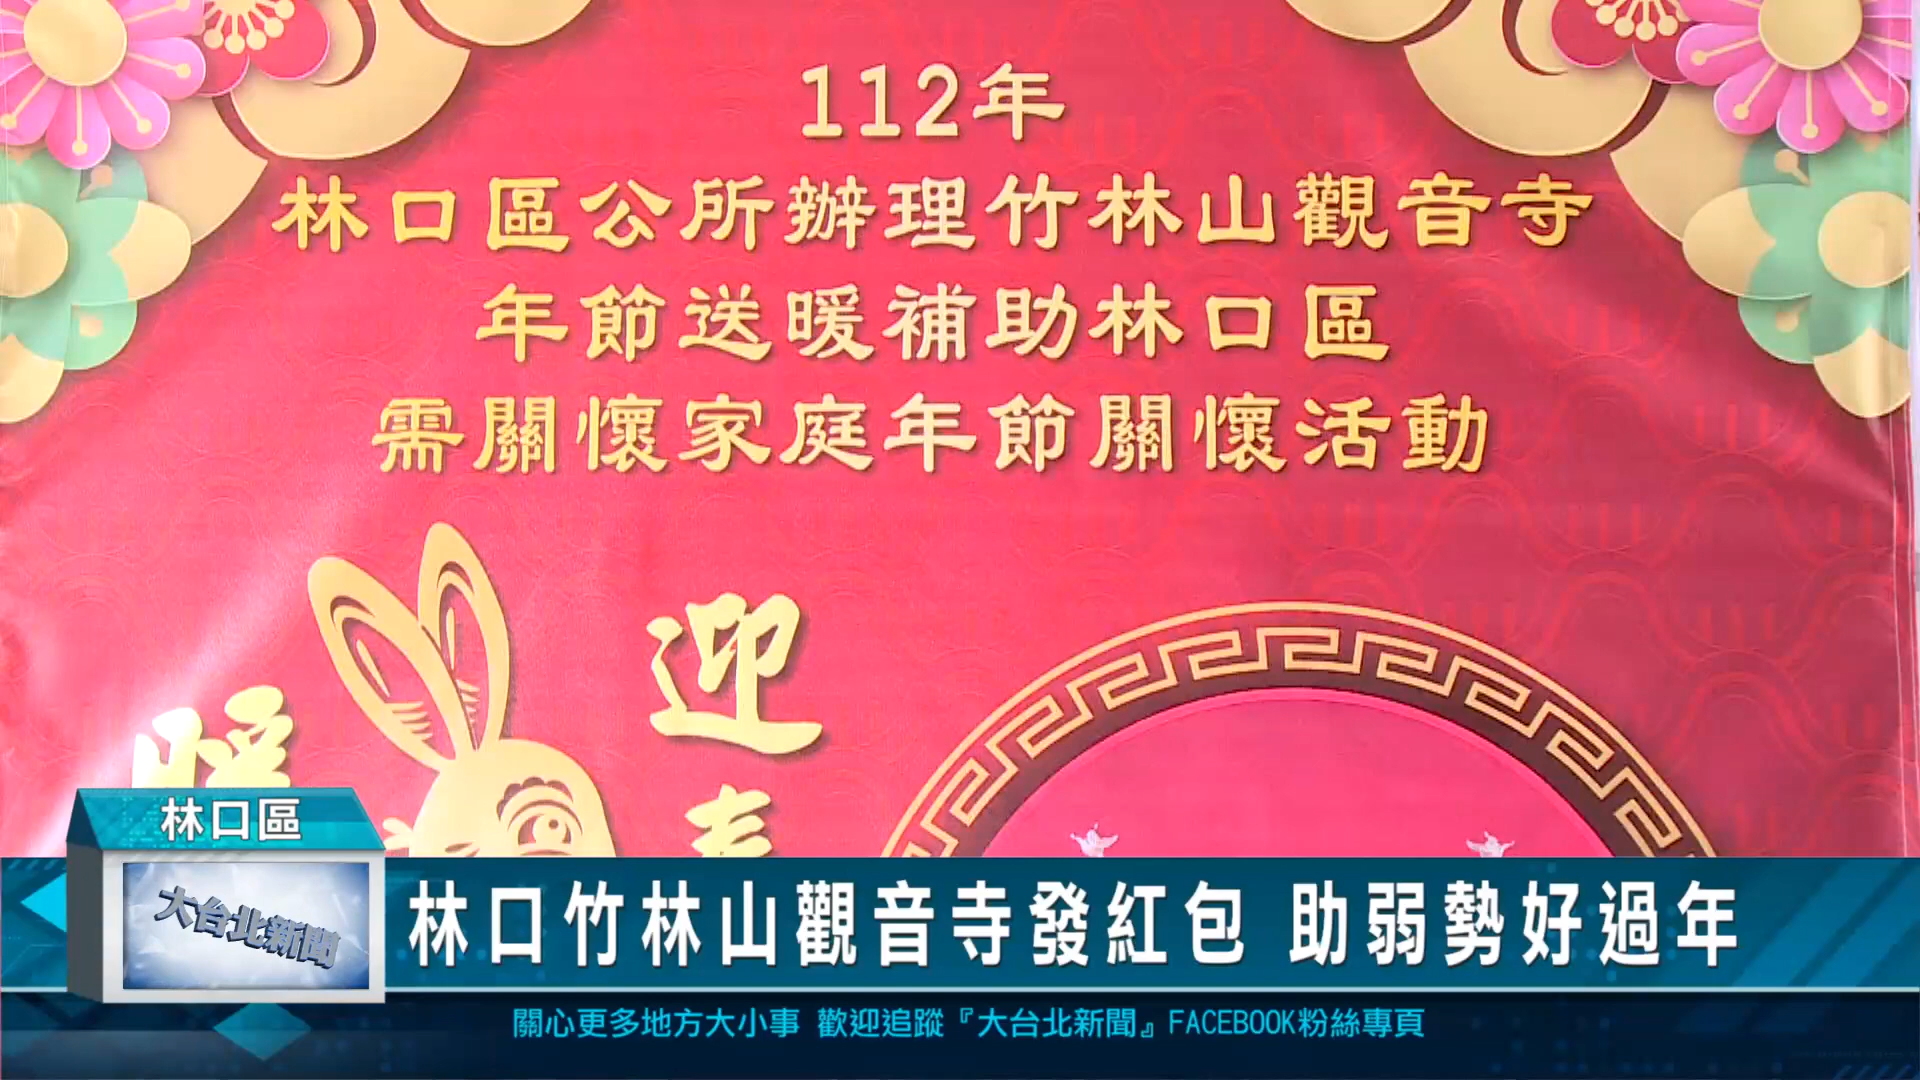 112年
林口區公所辦理竹林山觀音寺
年節送暖補助林口區
需關懷家庭年節關懷活動
迎
林口區
大台北新聞
林口竹林山觀音寺發紅包 助弱勢好過年
關心更多地方大小事 歡迎追蹤『大台北新聞』FACEBOOK粉絲專頁